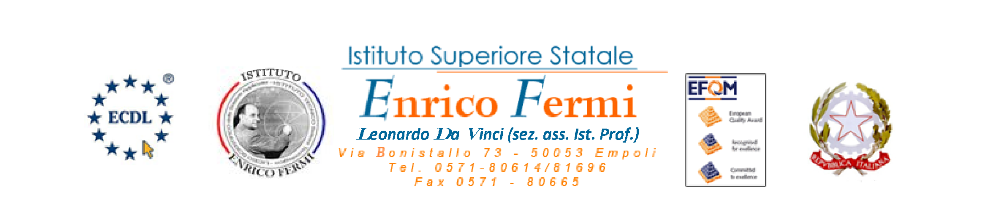 ECDL
®
ISTITUTO
ENRICO FERMI
Istituto Superiore Statale
Enrico Fermi
Leonardo Da Vinci (sez. ass. Ist. Prof.)
Via Bonistallo 73 - 50053 Empoli
Tel. 0571-80614/81696
Fax 0571 - 80665
EFQM
European
Quality Award
Recognised
for excellence
Committed
to excellence
REPVBBLICA ITALIANA